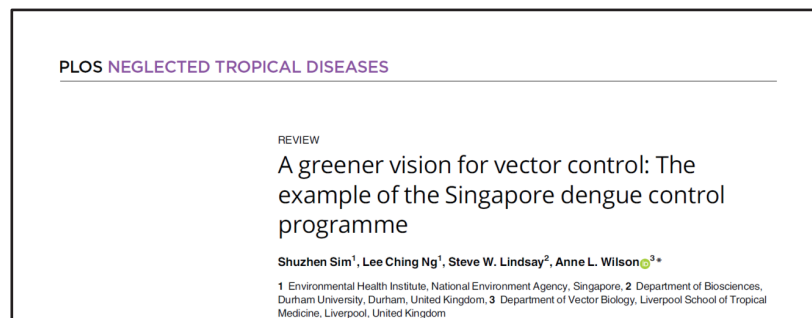 PLOS NEGLECTED TROPICAL DISEASES
REVIEW
A greener vision for vector control: The
example of the Singapore dengue control
programme
Shuzhen Sim1, Lee Ching Ng1, Steve W. Lindsay2, Anne L. Wilson3*
1 Environmental Health Institute, National Environment Agency, Singapore, 2 Department of Biosciences,
Durham University, Durham, United Kingdom, 3 Department of Vector Biology, Liverpool School of Tropical
Medicine, Liverpool, United Kingdom